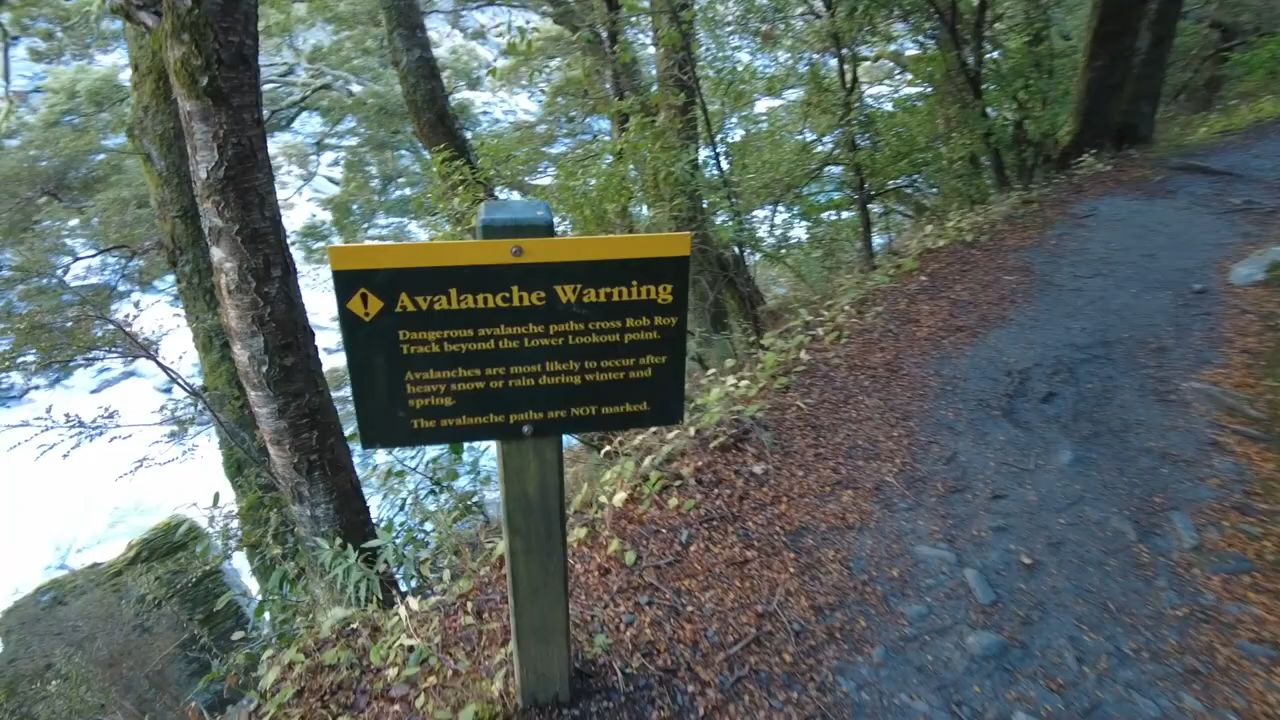 Avalanche Warning
Dangerous avalanche paths cross Rob Roy
Track beyond the Lower Lookout point.
Avalanches are most likely to occur after
heavy snow or rain during winter and
spring.
The avalanche paths are NOT marked.